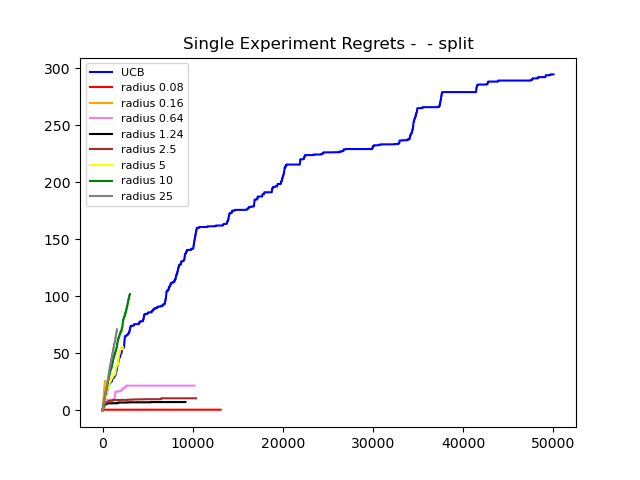 Single Experiment Regrets -  - split
UCB
radius 0.08
radius 0.16
radius 0.64
radius 1.24
radius 2.5
radius 5
radius 10
radius 25
300
250
200
150
100
50
0
0 10000 20000 30000 40000 50000